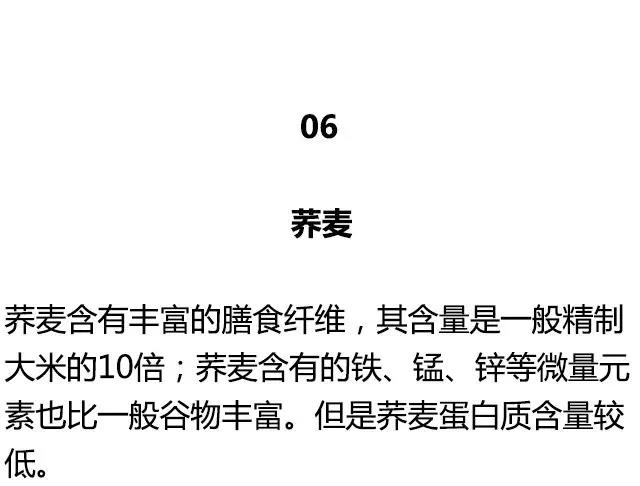 06
荞麦
荞麦含有丰富的膳食纤维，其含量是一般精制
大米的10倍；荞麦含有的铁、锰、锌等微量元
素也比一般谷物丰富。但是荞麦蛋白质含量较
低。